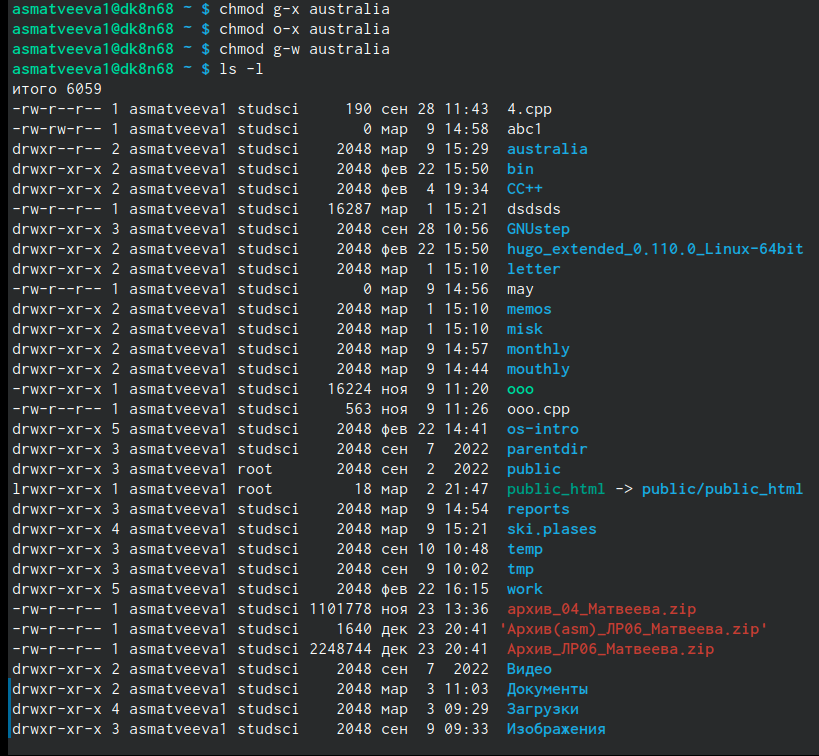 asmatveeva1@dk8n68 ~ $ chmod g-x australia
asmatveeva1@dk8n68 ~ $ chmod o-x australia
asmatveeva1@dk8n68 ~ $ chmod g-w australia
asmatveeva1@dk8n68 ~ $ ls -l
итого 6059
-rw-r--r-- 1 asmatveeva1 studsci     190 сен 28 11:43  4.cpp
-rw-rw-r-- 1 asmatveeva1 studsci       0 мар  9 14:58  abc1
drwxr--r-- 2 asmatveeva1 studsci    2048 мар  9 15:29  australia
drwxr-xr-x 2 asmatveeva1 studsci    2048 фев 22 15:50  bin
drwxr-xr-x 2 asmatveeva1 studsci    2048 фев  4 19:34  CC++
-rw-r--r-- 1 asmatveeva1 studsci   16287 мар  1 15:21  dsdsds
drwxr-xr-x 3 asmatveeva1 studsci    2048 сен 28 10:56  GNUstep
drwxr-xr-x 2 asmatveeva1 studsci    2048 фев 22 15:50  hugo_extended_0.110.0_Linux-64bit
drwxr-xr-x 2 asmatveeva1 studsci    2048 мар  1 15:10  letter
-rw-r--r-- 1 asmatveeva1 studsci       0 мар  9 14:56  may
drwxr-xr-x 2 asmatveeva1 studsci    2048 мар  1 15:10  memos
drwxr-xr-x 2 asmatveeva1 studsci    2048 мар  1 15:10  misk
drwxr-xr-x 2 asmatveeva1 studsci    2048 мар  9 14:57  monthly
drwxr-xr-x 2 asmatveeva1 studsci    2048 мар  9 14:44  mouthly
-rwxr-xr-x 1 asmatveeva1 studsci   16224 ноя  9 11:20  ooo
-rw-r--r-- 1 asmatveeva1 studsci     563 ноя  9 11:26  ooo.cpp
drwxr-xr-x 5 asmatveeva1 studsci    2048 фев 22 14:41  os-intro
drwxr-xr-x 3 asmatveeva1 studsci    2048 сен  7  2022  parentdir
drwxr-xr-x 3 asmatveeva1 root       2048 сен  2  2022  public
lrwxr-xr-x 1 asmatveeva1 root         18 мар  2 21:47  public_html -> public/public_html
drwxr-xr-x 3 asmatveeva1 studsci    2048 мар  9 14:54  reports
drwxr-xr-x 4 asmatveeva1 studsci    2048 мар  9 15:21  ski.plases
drwxr-xr-x 3 asmatveeva1 studsci    2048 сен 10 10:48  temp
drwxr-xr-x 3 asmatveeva1 studsci    2048 сен  9 10:02  tmp
drwxr-xr-x 5 asmatveeva1 studsci    2048 фев 22 16:15  work
-rw-r--r-- 1 asmatveeva1 studsci 1101778 ноя 23 13:36  архив_04_Матвеева.zip
-rw-r--r-- 1 asmatveeva1 studsci    1640 дек 23 20:41 'Архив(asm)_ЛР06_Матвеева.zip'
-rw-r--r-- 1 asmatveeva1 studsci 2248744 дек 23 20:41  Архив_ЛР06_Матвеева.zip
drwxr-xr-x 2 asmatveeva1 studsci    2048 сен  7  2022  Видео
drwxr-xr-x 2 asmatveeva1 studsci    2048 мар  3 11:03  Документы
drwxr-xr-x 4 asmatveeva1 studsci    2048 мар  3 09:29  Загрузки
drwxr-xr-x 3 asmatveeva1 studsci    2048 сен  9 09:33  Изображения